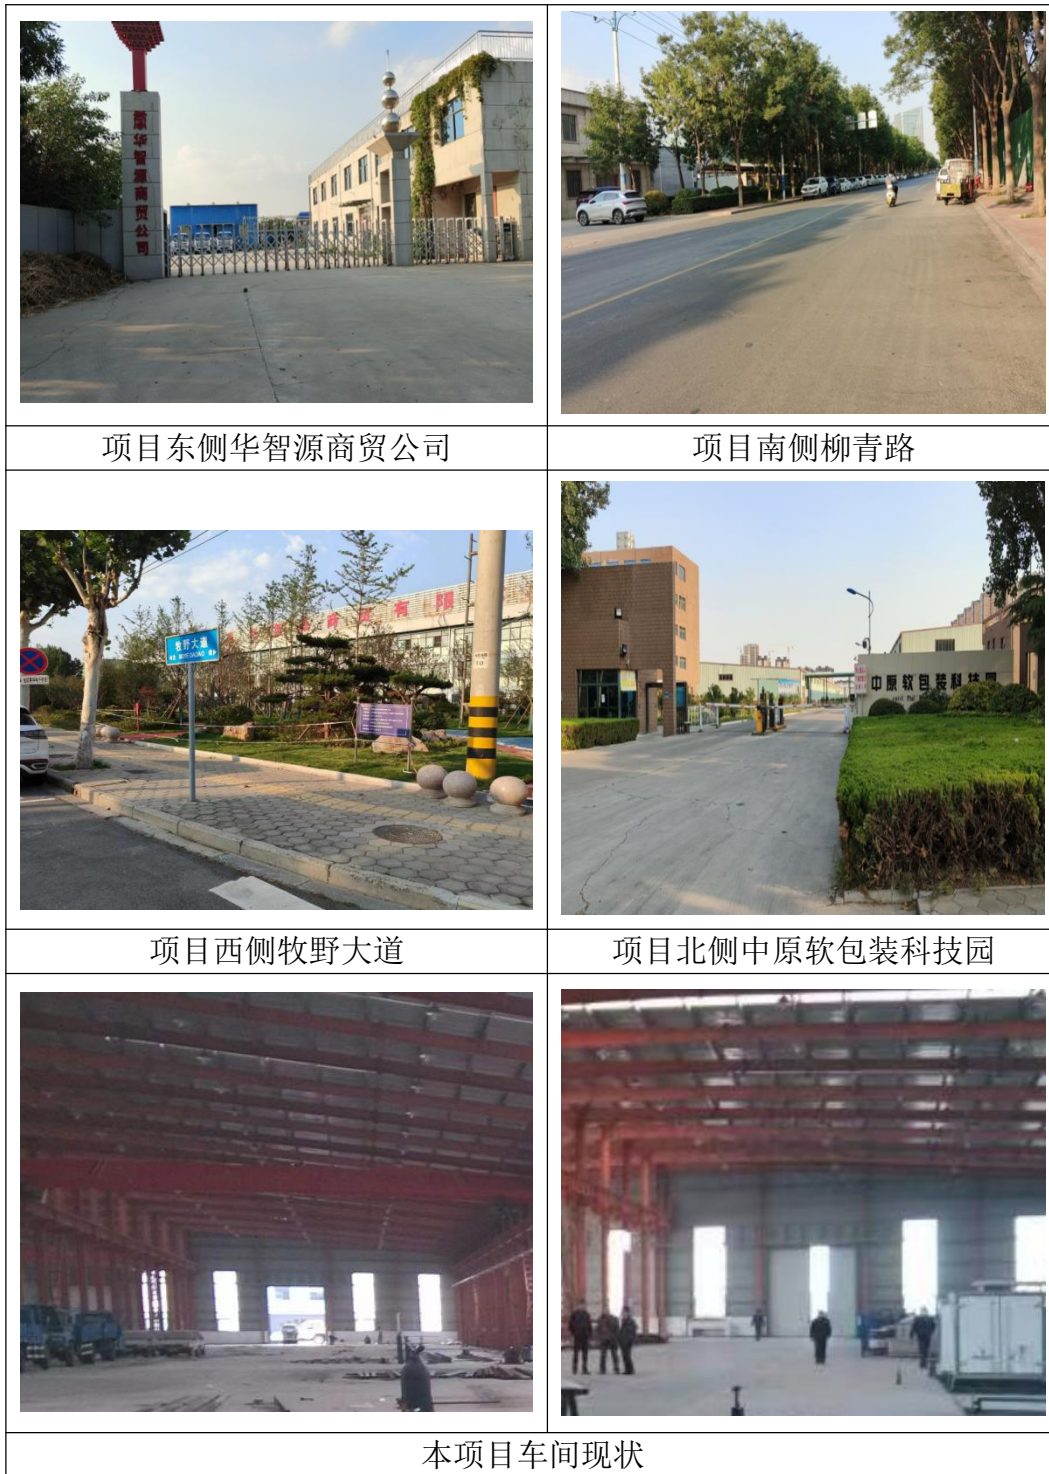 华智源商贸公司
项目东侧华智源商贸公司
项目南侧柳青路
牧野大道
有限
中原软包装科技园
项目西侧牧野大道
项目北侧中原软包装科技园
本项目车间现状